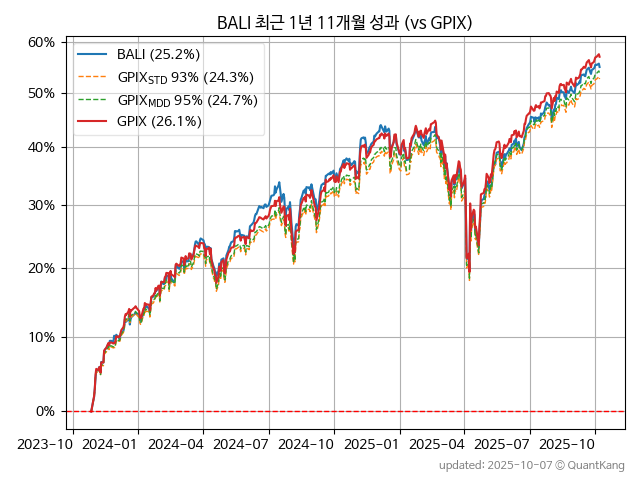 BALI 최근 1년 11개월 성과 (vs GPIX)
BALI (25.2%)
GPIXSTD 93% (24.3%)
GPIXMDD 95% (24.7%)
GPIX (26.1%)
60%
50%
40%
30%
20%
10%
0%
2023-10 2024-01 2024-04 2024-07 2024-10 2025-01 2025-04 2025-07 2025-10
updated: 2025-10-07 © QuantKang